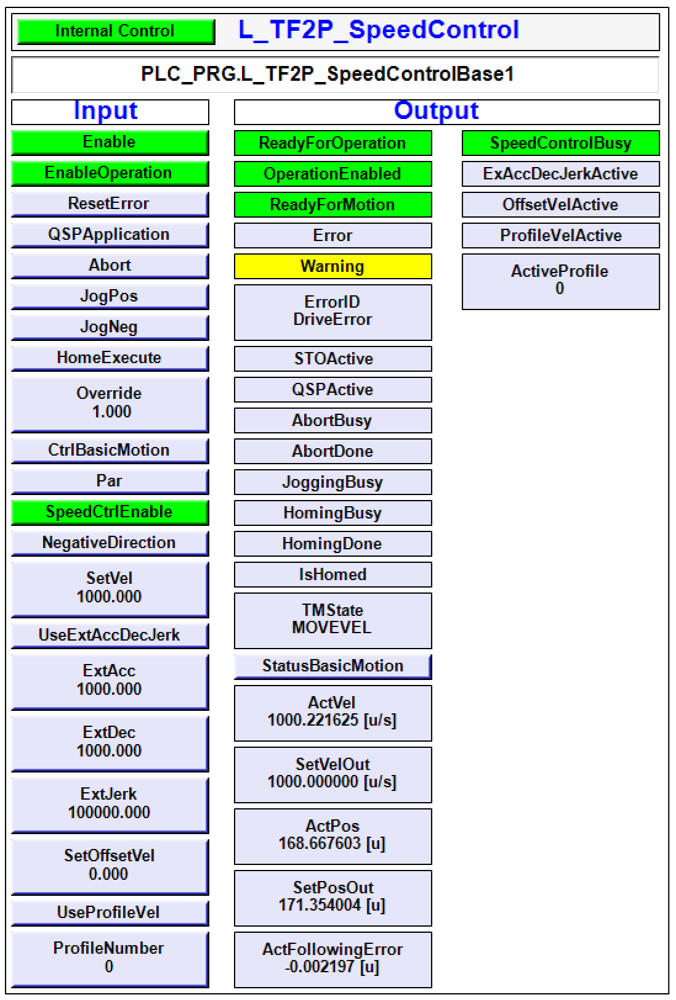 Internal Control
L_TF2P_SpeedControl
PLC_PRG.L_TF2P_SpeedControlBase1
Input
Enable
EnableOperation
ResetError
QSPApplication
Abort
JogPos
JogNeg
HomeExecute
Override
1.000
CtrlBasicMotion
Par
SpeedCtrlEnable
NegativeDirection
SetVel
1000.000
UseExtAccDecJerk
ExtAcc
1000.000
ExtDec
1000.000
ExtJerk
100000.000
SetOffsetVel
0.000
UseProfileVel
ProfileNumber
0
Output
ReadyForOperation
OperationEnabled
ReadyForMotion
Error
Warning
ErrorID
DriveError
STOActive
QSPActive
AbortBusy
AbortDone
JoggingBusy
HomingBusy
HomingDone
IsHomed
TMState
MOVEVEL
StatusBasicMotion
ActVel
1000.221625 [u/s]
SetVelOut
1000.000000 [u/s]
ActPos
168.667603 [u]
SetPosOut
171.354004 [u]
ActFollowingError
-0.002197 [u]
SpeedControlBusy
ExAccDecJerkActive
OffsetVelActive
ProfileVelActive
ActiveProfile
0